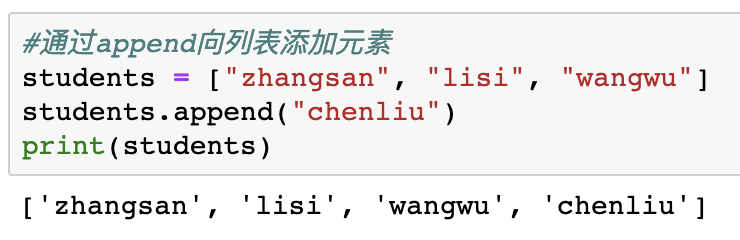 #通过append向列表添加元素
students = ["zhangsan", "lisi", "wangwu"]
students.append("chenliu")
print(students)
['zhangsan', 'lisi', 'wangwu', 'chenliu']